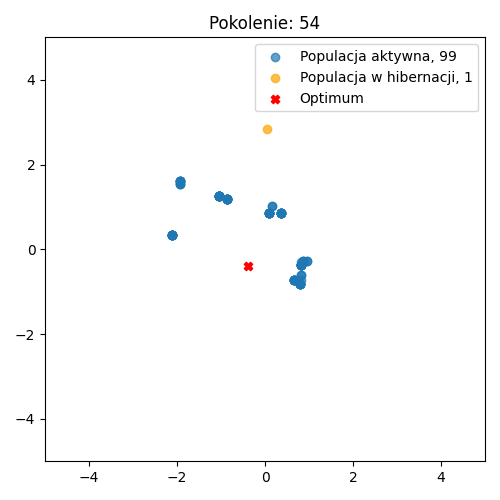 Pokolenie: 54
Populacja aktywna, 99
Populacja w hibernacji, 1
Optimum
4
2
0
−2
−4
−4
−2
0
2
4